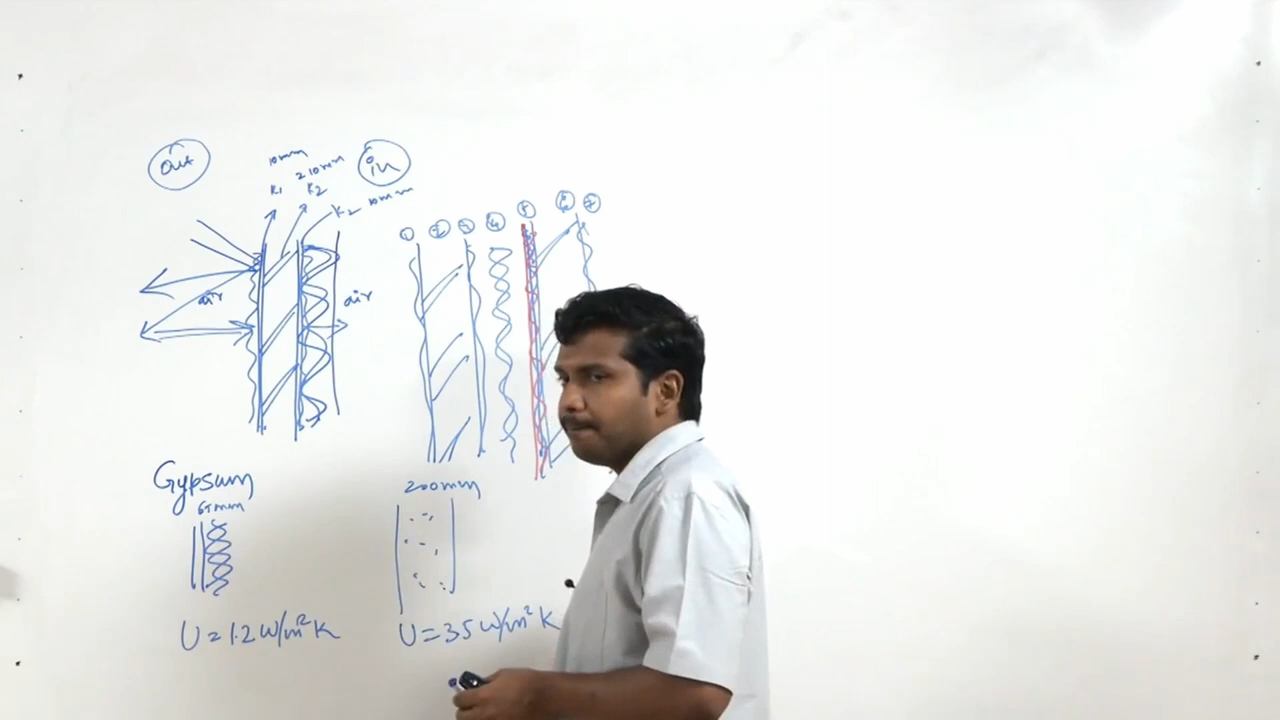 out
10mm
in
210mm
K1
K2
K2 10mm
1 2 3 4 5 6 7
air
air
Gypsum
65mm
200mm
U = 1.2 W/m²K
U = 3.5 W/m²K